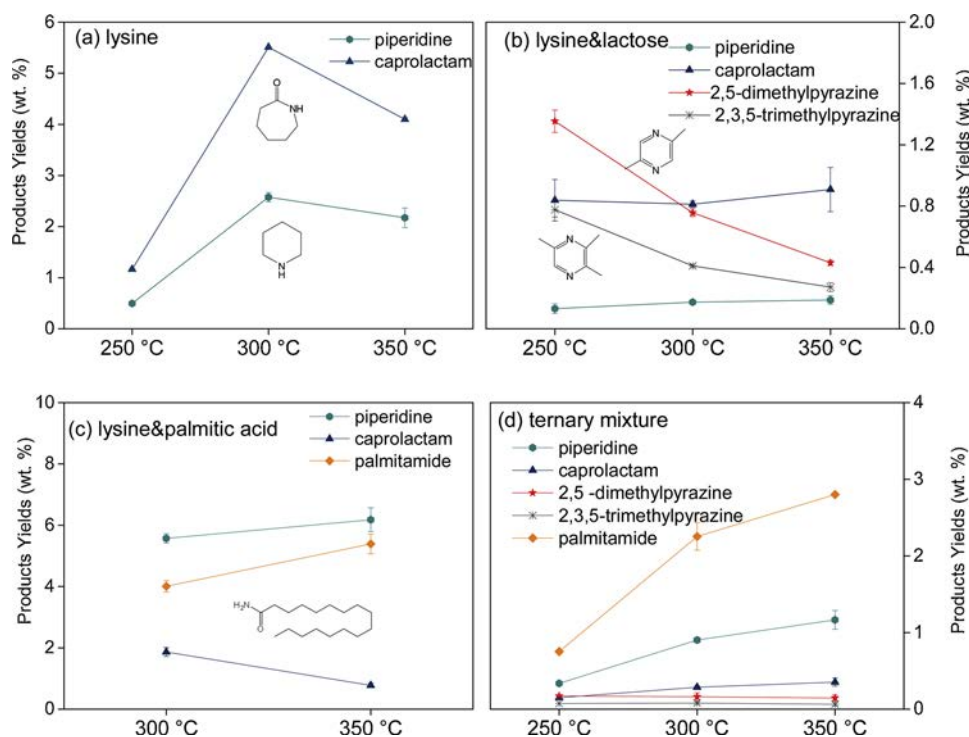 (a) lysine
piperidine
caprolactam
Products Yields (wt. %)
6
5
4
3
2
1
0
250 °C
300 °C
350 °C
O
NH
N
H
(b) lysine&lactose
piperidine
caprolactam
2,5-dimethylpyrazine
2,3,5-trimethylpyrazine
Products Yields (wt. %)
2.0
1.6
1.2
0.8
0.4
0.0
250 °C
300 °C
350 °C
N
N
N
N
(c) lysine&palmitic acid
piperidine
caprolactam
palmitamide
Products Yields (wt. %)
10
8
6
4
2
0
300 °C
350 °C
H2N
O
(d) ternary mixture
piperidine
caprolactam
2,5 -dimethylpyrazine
2,3,5-trimethylpyrazine
palmitamide
Products Yields (wt. %)
4
3
2
1
0
250 °C
300 °C
350 °C